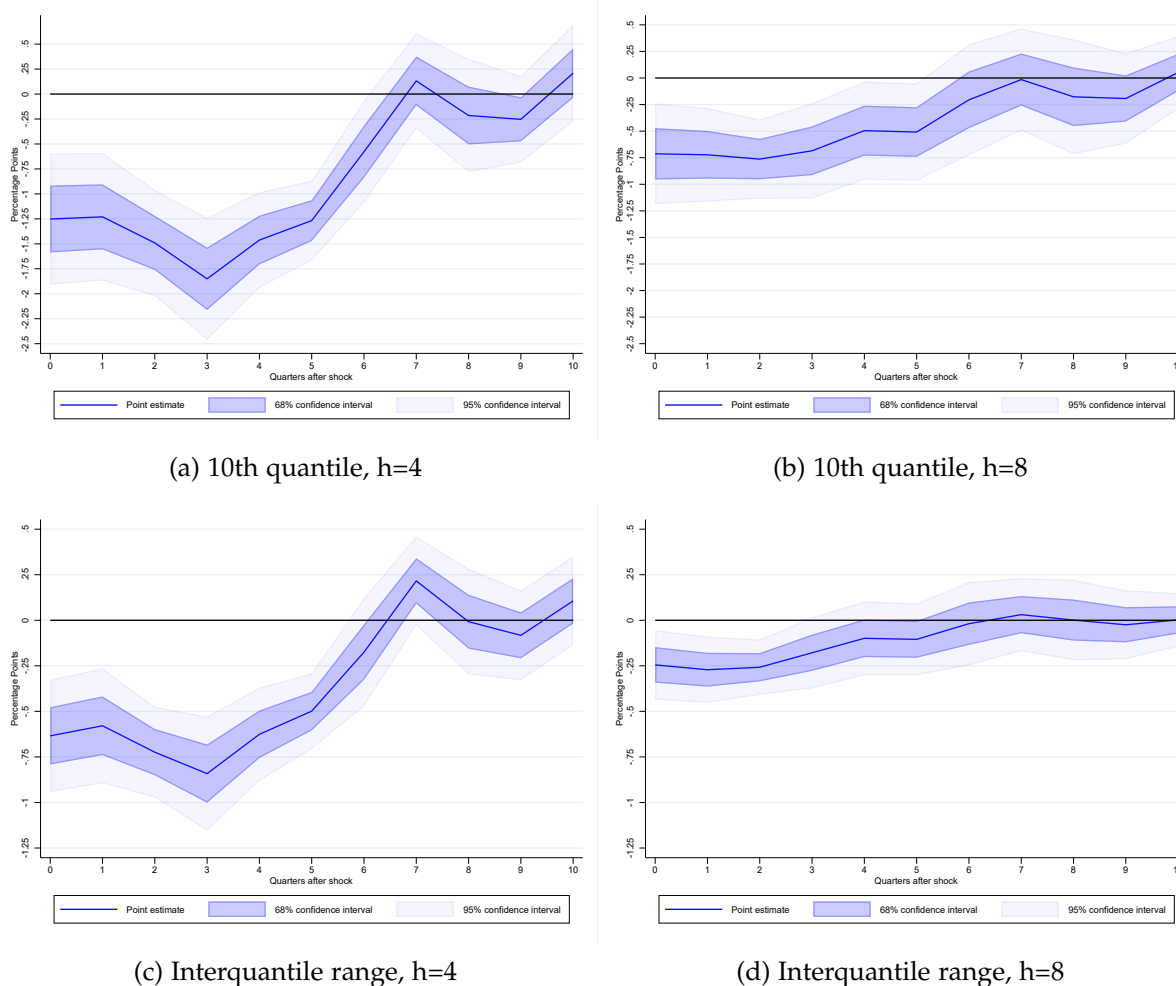 .5
.25
0
-.25
-.5
-.75
-1
-1.25
-1.5
-1.75
-2
-2.25
-2.5
Percentage Points
0 1 2 3 4 5 6 7 8 9 10
Quarters after shock
Point estimate 68% confidence interval 95% confidence interval
(a) 10th quantile, h=4
.5
.25
0
-.25
-.5
-.75
-1
-1.25
-1.5
-1.75
-2
-2.25
-2.5
Percentage Points
0 1 2 3 4 5 6 7 8 9 1
Quarters after shock
Point estimate 68% confidence interval 95% confidence interval
(b) 10th quantile, h=8
.5
.25
0
-.25
-.5
-.75
-1
-1.25
Percentage Points
0 1 2 3 4 5 6 7 8 9 10
Quarters after shock
Point estimate 68% confidence interval 95% confidence interval
(c) Interquantile range, h=4
.5
.25
0
-.25
-.5
-.75
-1
-1.25
Percentage Points
0 1 2 3 4 5 6 7 8 9 1
Quarters after shock
Point estimate 68% confidence interval 95% confidence interval
(d) Interquantile range, h=8